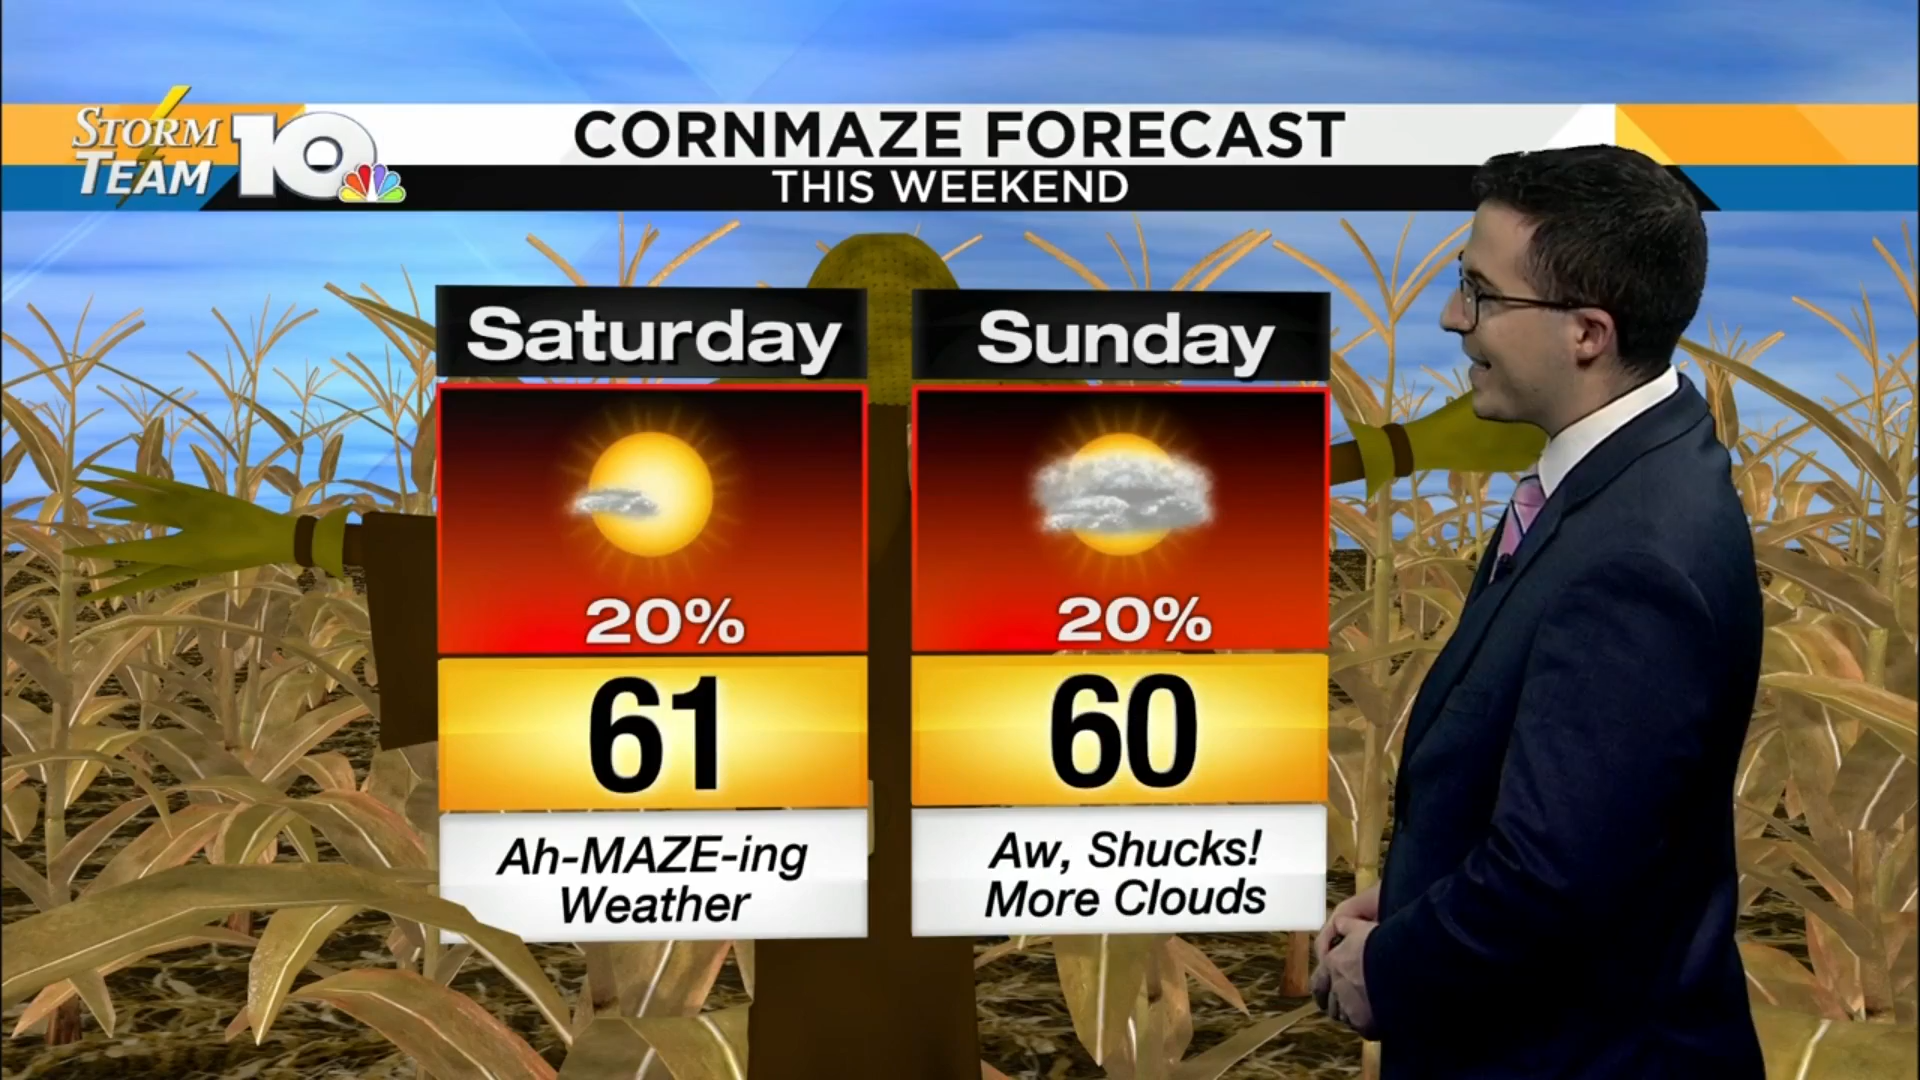 STORM
TEAM
10
CORNMAZE FORECAST
THIS WEEKEND
Saturday
20%
61
Ah-MAZE-ing
Weather
Sunday
20%
60
Aw, Shucks!
More Clouds